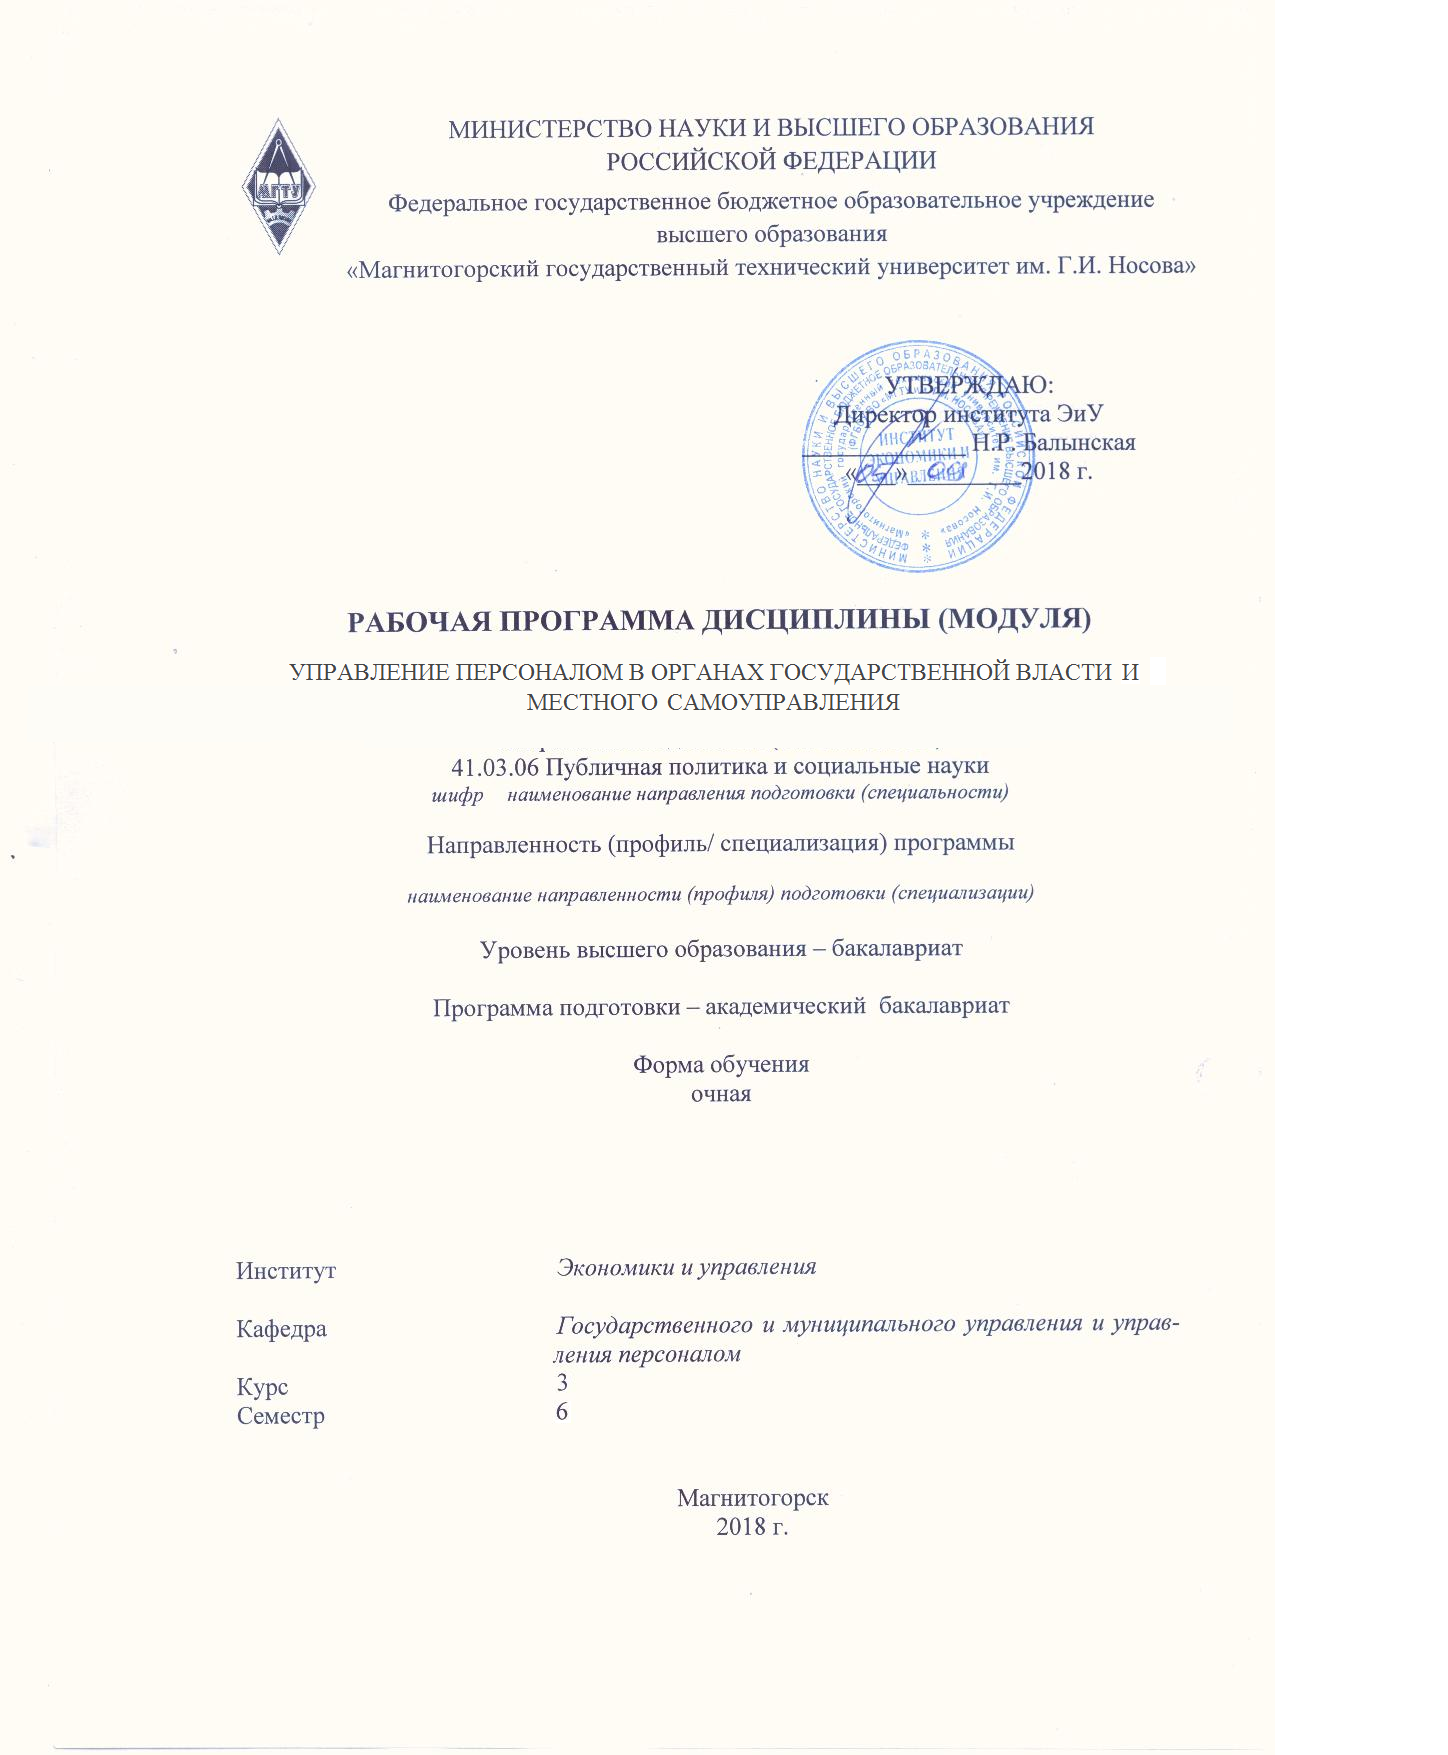 МИНИСТЕРСТВО НАУКИ И ВЫСШЕГО ОБРАЗОВАНИЯ
РОССИЙСКОЙ ФЕДЕРАЦИИ
Федеральное государственное бюджетное образовательное учреждение
высшего образования
«Магнитогорский государственный технический университет им. Г.И. Носова»
МГТУ
УТВЕРЖДАЮ:
Директор института ЭиУ
Н.Р. Балынская
« » 2018 г.
ИНСТИТУТ
ЭКОНОМИКИ И
УПРАВЛЕНИЯ
РАБОЧАЯ ПРОГРАММА ДИСЦИПЛИНЫ (МОДУЛЯ)
УПРАВЛЕНИЕ ПЕРСОНАЛОМ В ОРГАНАХ ГОСУДАРСТВЕННОЙ ВЛАСТИ И
МЕСТНОГО САМОУПРАВЛЕНИЯ
41.03.06 Публичная политика и социальные науки
шифр наименование направления подготовки (специальности)
Направленность (профиль/ специализация) программы
наименование направленности (профиля) подготовки (специализации)
Уровень высшего образования – бакалавриат
Программа подготовки – академический бакалавриат
Форма обучения
очная
Институт Экономики и управления
Кафедра Государственного и муниципального управления и управ-
ления персоналом
Курс 3
Семестр 6
Магнитогорск
2018 г.